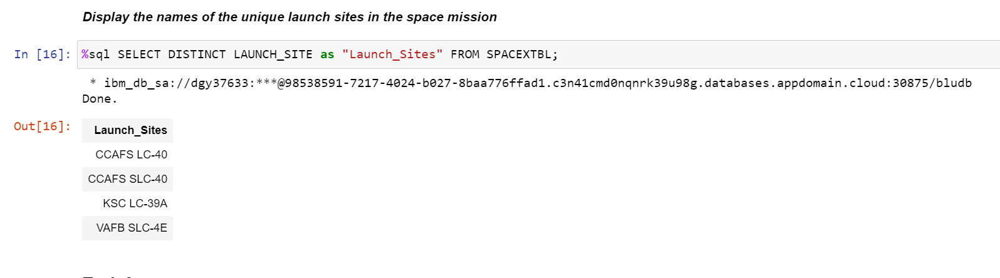 Display the names of the unique launch sites in the space mission
In [16]: %sql SELECT DISTINCT LAUNCH_SITE as "Launch_Sites" FROM SPACEXTBL;
* ibm_db_sa://dgy37633:***@98538591-7217-4024-b027-8baa776ffad1.c3n41cmd0nqnrk39u98g.databases.appdomain.cloud:30875/bludb
Done.
Out[16]:
Launch_Sites
CCAFS LC-40
CCAFS SLC-40
KSC LC-39A
VAFB SLC-4E